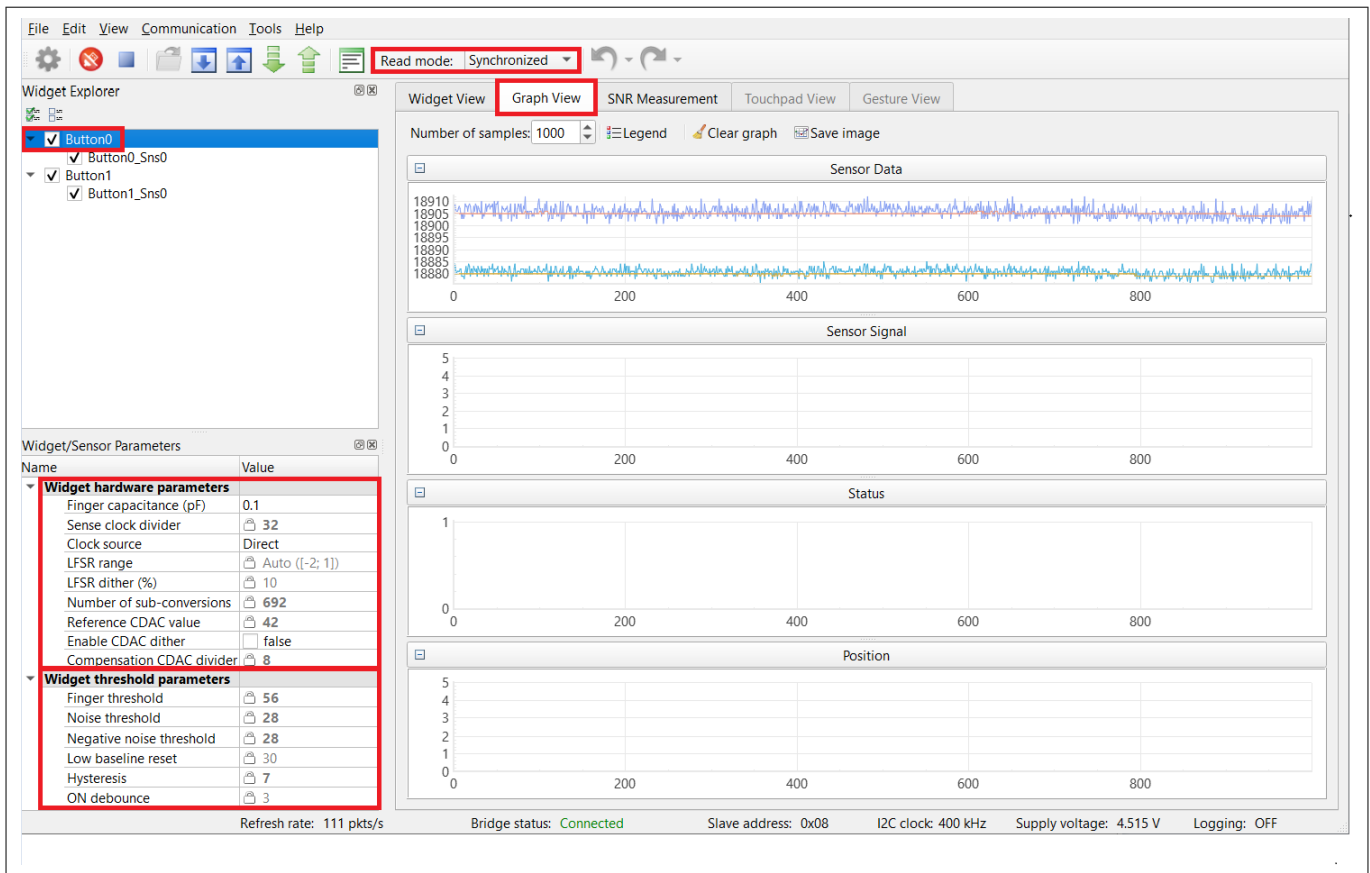 File Edit View Communication Tools Help
Read mode: Synchronized
Widget Explorer
Button0
Button0_Sns0
Button1
Button1_Sns0
Widget/Sensor Parameters
Name Value
Widget hardware parameters
Finger capacitance (pF) 0.1
Sense clock divider 32
Clock source Direct
LFSR range Auto ([-2; 1])
LFSR dither (%) 10
Number of sub-conversions 692
Reference CDAC value 42
Enable CDAC dither false
Compensation CDAC divider 8
Widget threshold parameters
Finger threshold 56
Noise threshold 28
Negative noise threshold 28
Low baseline reset 30
Hysteresis 7
ON debounce 3
Widget View Graph View SNR Measurement Touchpad View Gesture View
Number of samples: 1000 Legend Clear graph Save image
Sensor Data
18910
18905
18900
18895
18890
18885
18880
0 200 400 600 800
Sensor Signal
5
4
3
2
1
0
0 200 400 600 800
Status
1
0
0 200 400 600 800
Position
5
4
3
2
1
0
0 200 400 600 800
Refresh rate: 111 pkts/s Bridge status: Connected Slave address: 0x08 I2C clock: 400 kHz Supply voltage: 4.515 V Logging: OFF